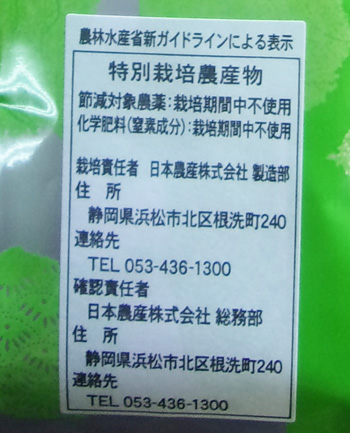 農林水産省新ガイドラインによる表示
特別栽培農産物
節減対象農薬:栽培期間中不使用
化学肥料(窒素成分):栽培期間中不使用
栽培責任者 日本農産株式会社 製造部
住 所
静岡県浜松市北区根洗町240
連絡先
TEL 053-436-1300
確認責任者
日本農産株式会社 総務部
住 所
静岡県浜松市北区根洗町240
連絡先
TEL 053-436-1300